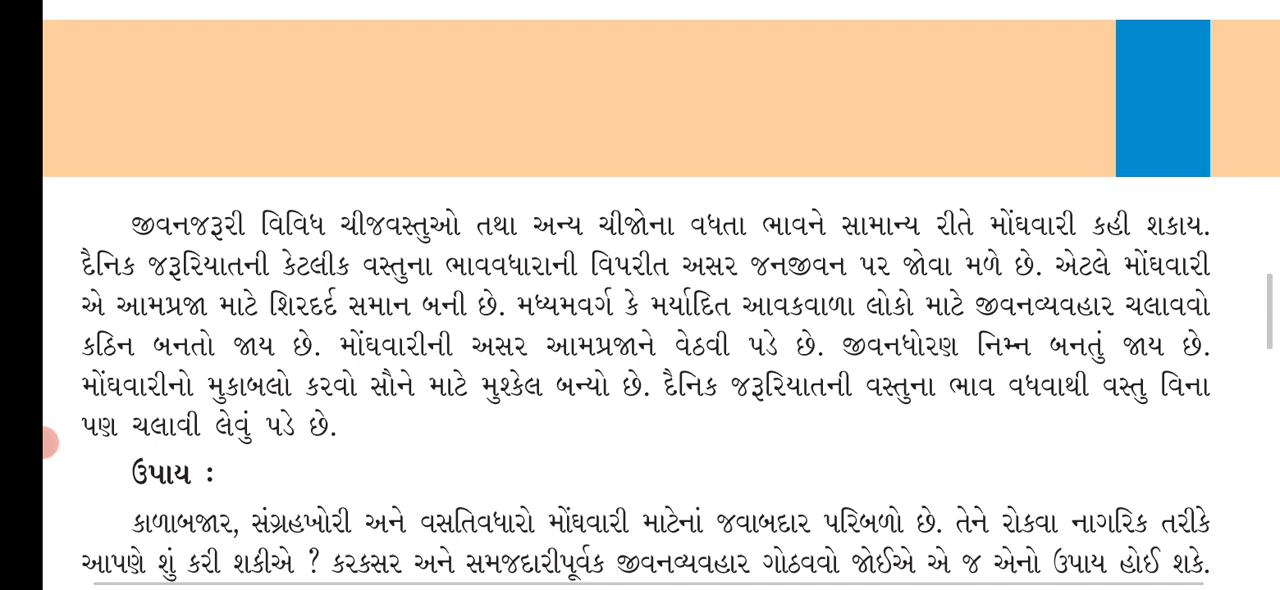 જીવનજરૂરી વિવિધ ચીજવસ્તુઓ તથા અન્ય ચીજોના વધતા ભાવને સામાન્ય રીતે મોંઘવારી કહી શકાય.
દૈનિક જરૂરિયાતની કેટલીક વસ્તુના ભાવવધારાની વિપરીત અસર જનજીવન પર જોવા મળે છે. એટલે મોંઘવારી
એ આમપ્રજા માટે શિરદર્દ સમાન બની છે. મધ્યમવર્ગ કે મર્યાદિત આવકવાળા લોકો માટે જીવનવ્યવહાર ચલાવવો
કઠિન બનતો જાય છે. મોંઘવારીની અસર આમપ્રજાને વેઠવી પડે છે. જીવનધોરણ નિમ્ન બનતું જાય છે.
મોંઘવારીનો મુકાબલો કરવો સૌને માટે મુશ્કેલ બન્યો છે. દૈનિક જરૂરિયાતની વસ્તુના ભાવ વધવાથી વસ્તુ વિના
પણ ચલાવી લેવું પડે છે.
ઉપાય :
કાળાબજાર, સંગ્રહખોરી અને વસતિવધારો મોંઘવારી માટેનાં જવાબદાર પરિબળો છે. તેને રોકવા નાગરિક તરીકે
આપણે શું કરી શકીએ ? કરકસર અને સમજદારીપૂર્વક જીવનવ્યવહાર ગોઠવવો જોઈએ એ જ એનો ઉપાય હોઈ શકે.